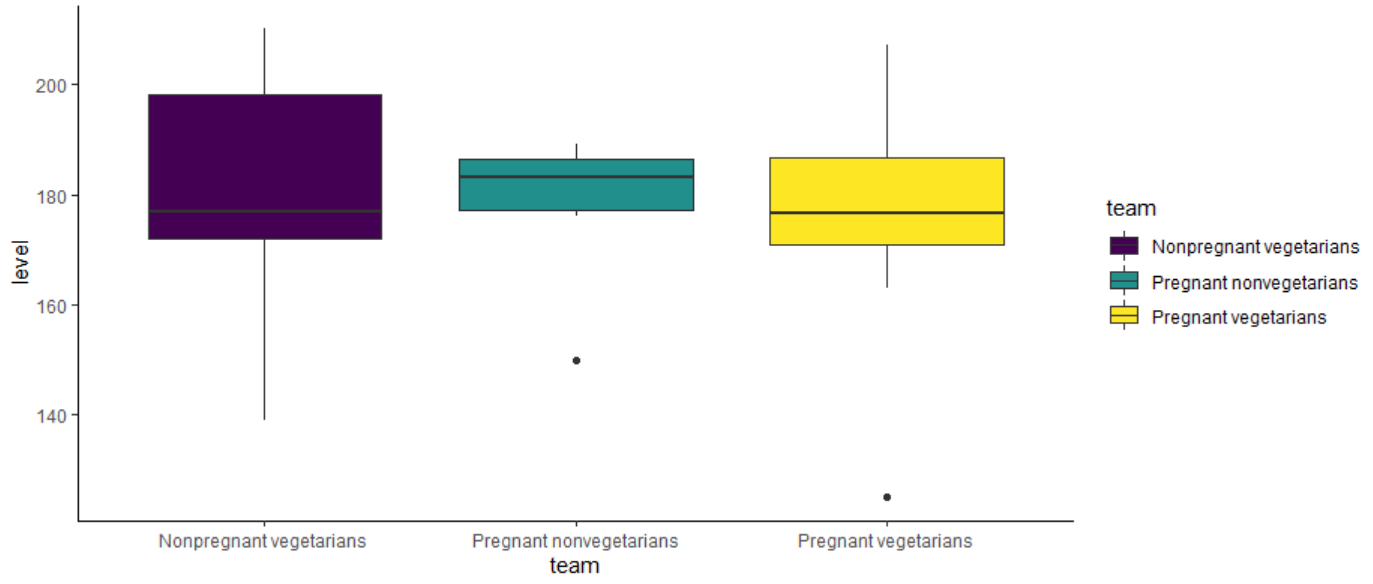 level
200
180
160
140
Nonpregnant vegetarians
Pregnant nonvegetarians
Pregnant vegetarians
team
team
Nonpregnant vegetarians
Pregnant nonvegetarians
Pregnant vegetarians